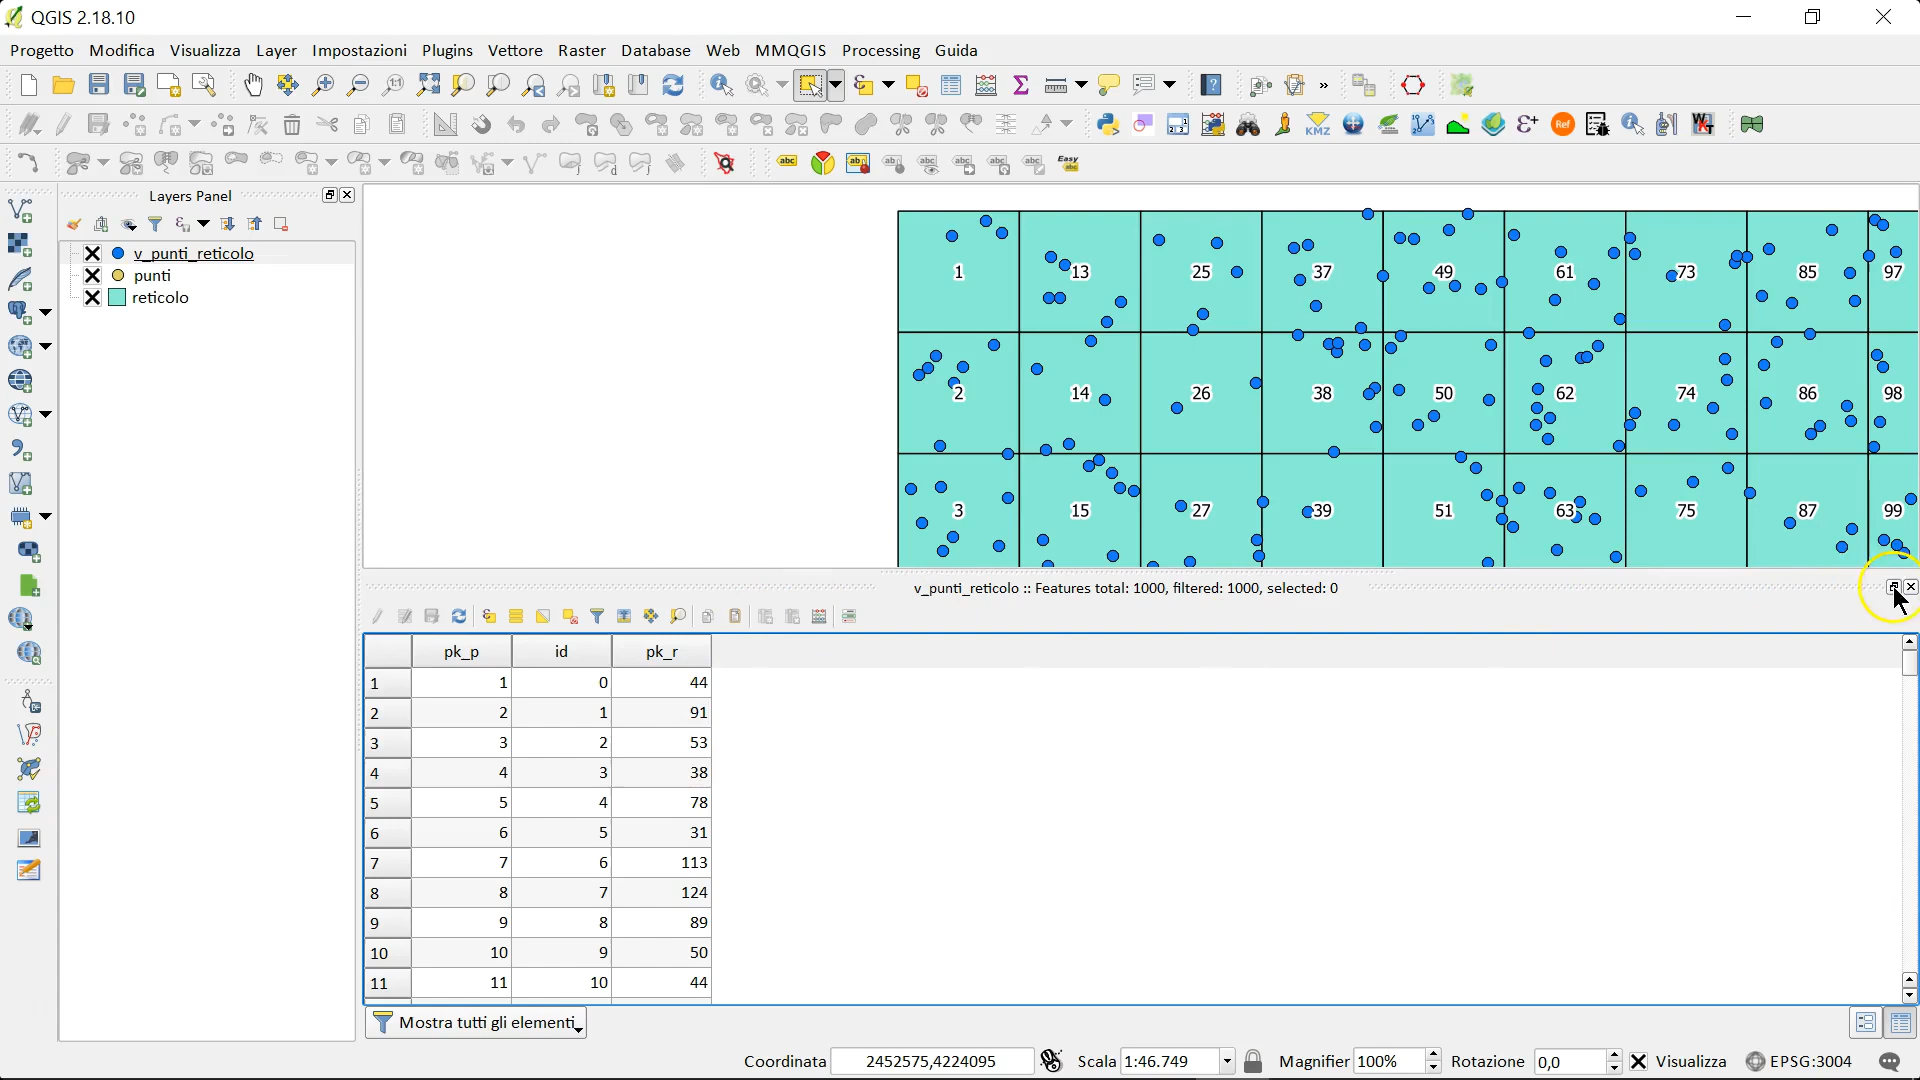 QGIS 2.18.10
Progetto Modifica Visualizza Layer Impostazioni Plugins Vettore Raster Database Web MMQGIS Processing Guida
KMZ Ref
abc Easy abc
Layers Panel
v_punti_reticolo
punti
reticolo
1 13 25 37 49 61 73 85 97
2 14 26 38 50 62 74 86 98
3 15 27 39 51 63 75 87 99
v_punti_reticolo :: Features total: 1000, filtered: 1000, selected: 0
pk_p id pk_r
1 1 0 44
2 2 1 91
3 3 2 53
4 4 3 38
5 5 4 78
6 6 5 31
7 7 6 113
8 8 7 124
9 9 8 89
10 10 9 50
11 11 10 44
Mostra tutti gli elementi
Coordinata 2452575,4224095 Scala 1:46.749 Magnifier 100% Rotazione 0,0 Visualizza EPSG:3004